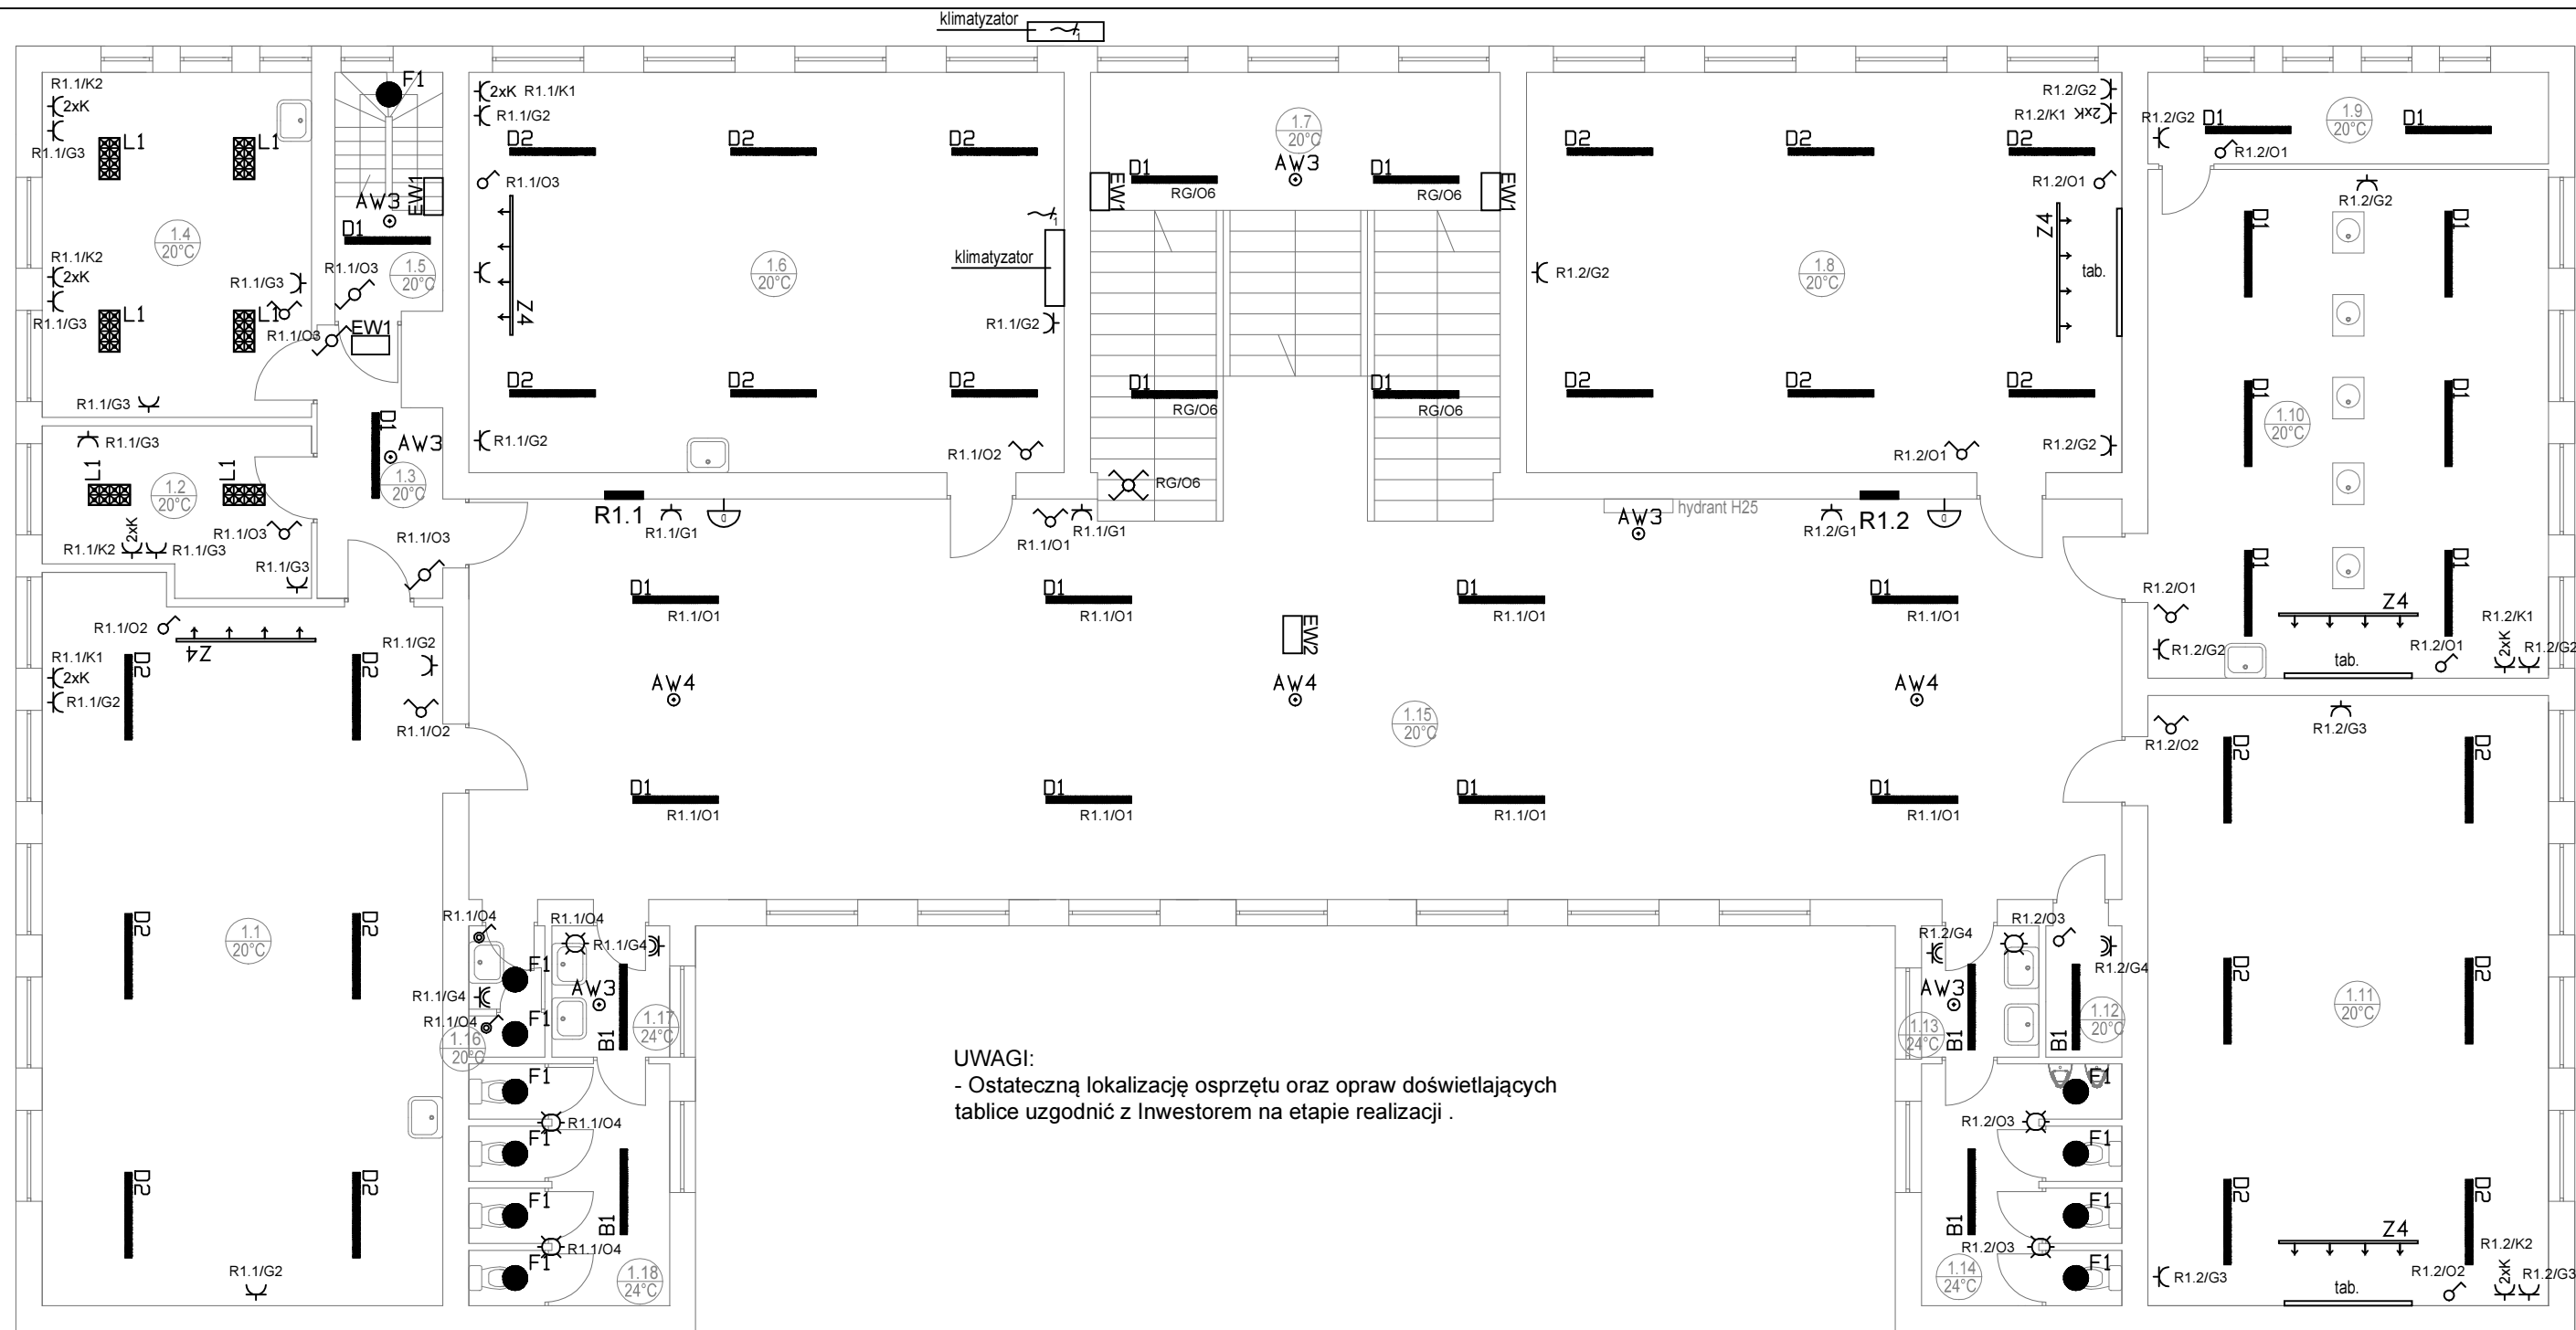 klimatyzator
1
R1.1/K2
2xK
R1.1/G3
L1
L1
F1
EW1
AW3
D1
1.4
20°C
R1.1/K2
2xK
R1.1/G3
R1.1/G3
R1.1/O3
1.5
20°C
L1
L1
R1.1/O3
EW1
R1.1/G3
2xK R1.1/K1
R1.1/G2
D2
D2
D2
R1.1/O3
Z4
1.6
20°C
1
klimatyzator
R1.1/G2
D2
D2
D2
R1.1/G2
R1.1/O2
1.7
20°C
AW3
EW1
D1
RG/O6
D1
RG/O6
EW1
D1
RG/O6
D1
RG/O6
RG/O6
R1.2/G2
R1.2/K1 2xK
D2
D2
D2
R1.2/O1
Z4
tab.
R1.2/G2
1.8
20°C
D2
D2
D2
R1.2/O1
R1.2/G2
R1.2/G2
D1
D1
1.9
20°C
R1.2/O1
R1.2/G2
D1
D1
D1
D1
1.10
20°C
D1
D1
R1.2/O1
Z4
R1.2/K1
R1.2/G2
R1.2/O1
2xK
R1.2/G2
tab.
R1.1/G3
L1
L1
1.2
20°C
D1
AW3
1.3
20°C
R1.1/O3
2xK
R1.1/K2
R1.1/G3
R1.1/G3
R1.1/O3
R1.1
R1.1/G1
R1.1/O1
R1.1/G1
AW3
hydrant H25
R1.2/G1
R1.2
D1
R1.1/O1
D1
R1.1/O1
D1
R1.1/O1
D1
R1.1/O1
EW2
AW4
AW4
AW4
1.15
20°C
D1
R1.1/O1
D1
R1.1/O1
D1
R1.1/O1
D1
R1.1/O1
R1.1/O2
Z4
R1.1/G2
R1.1/K1
2xK
R1.1/G2
D2
D2
R1.1/O2
D2
D2
1.1
20°C
D2
D2
R1.1/G2
R1.1/O4
R1.1/O4
R1.1/G4
F1
AW3
R1.1/G4
F1
R1.1/O4
1.16
20°C
B1
1.17
24°C
F1
R1.1/O4
F1
F1
B1
R1.1/O4
F1
1.18
24°C
UWAGI:
- Ostateczną lokalizację osprzętu oraz opraw doświetlających
tablice uzgodnić z Inwestorem na etapie realizacji .
R1.2/O3
R1.2/G4
R1.2/G4
AW3
1.13
24°C
B1
B1
1.12
20°C
F1
R1.2/O3
F1
F1
B1
R1.2/O3
F1
1.14
24°C
R1.2/O2
R1.2/G3
D2
D2
D2
D2
1.11
20°C
D2
D2
Z4
R1.2/K2
R1.2/G3
R1.2/O2
2xK
R1.2/G3
tab.